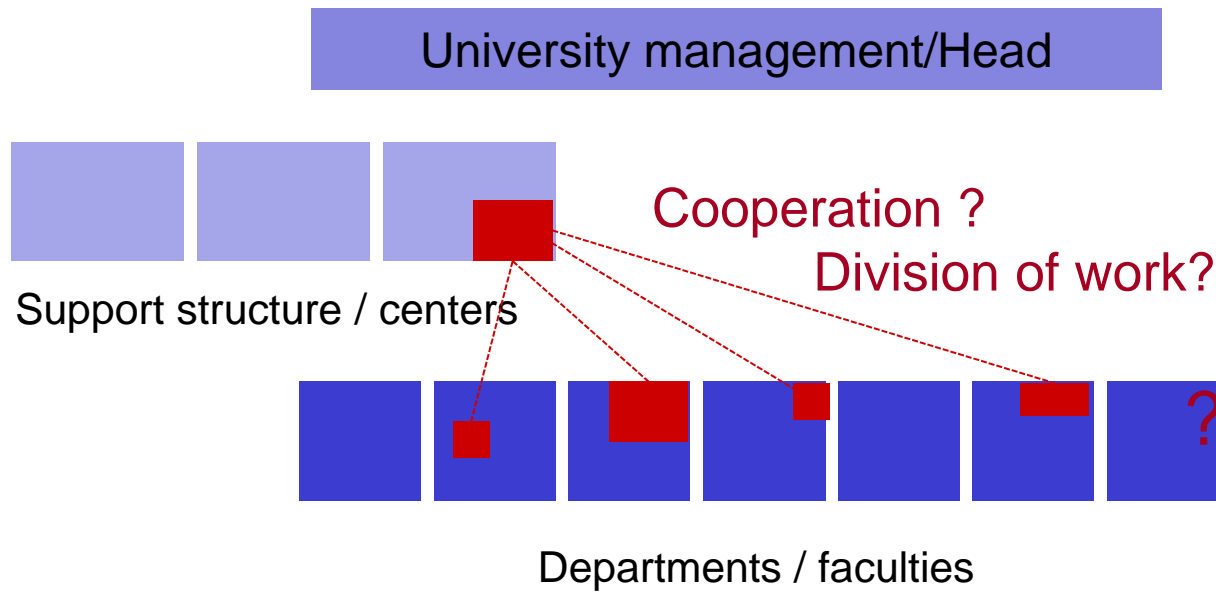 University management/Head
Cooperation ?
Division of work?
Support structure / centers
?
Departments / faculties